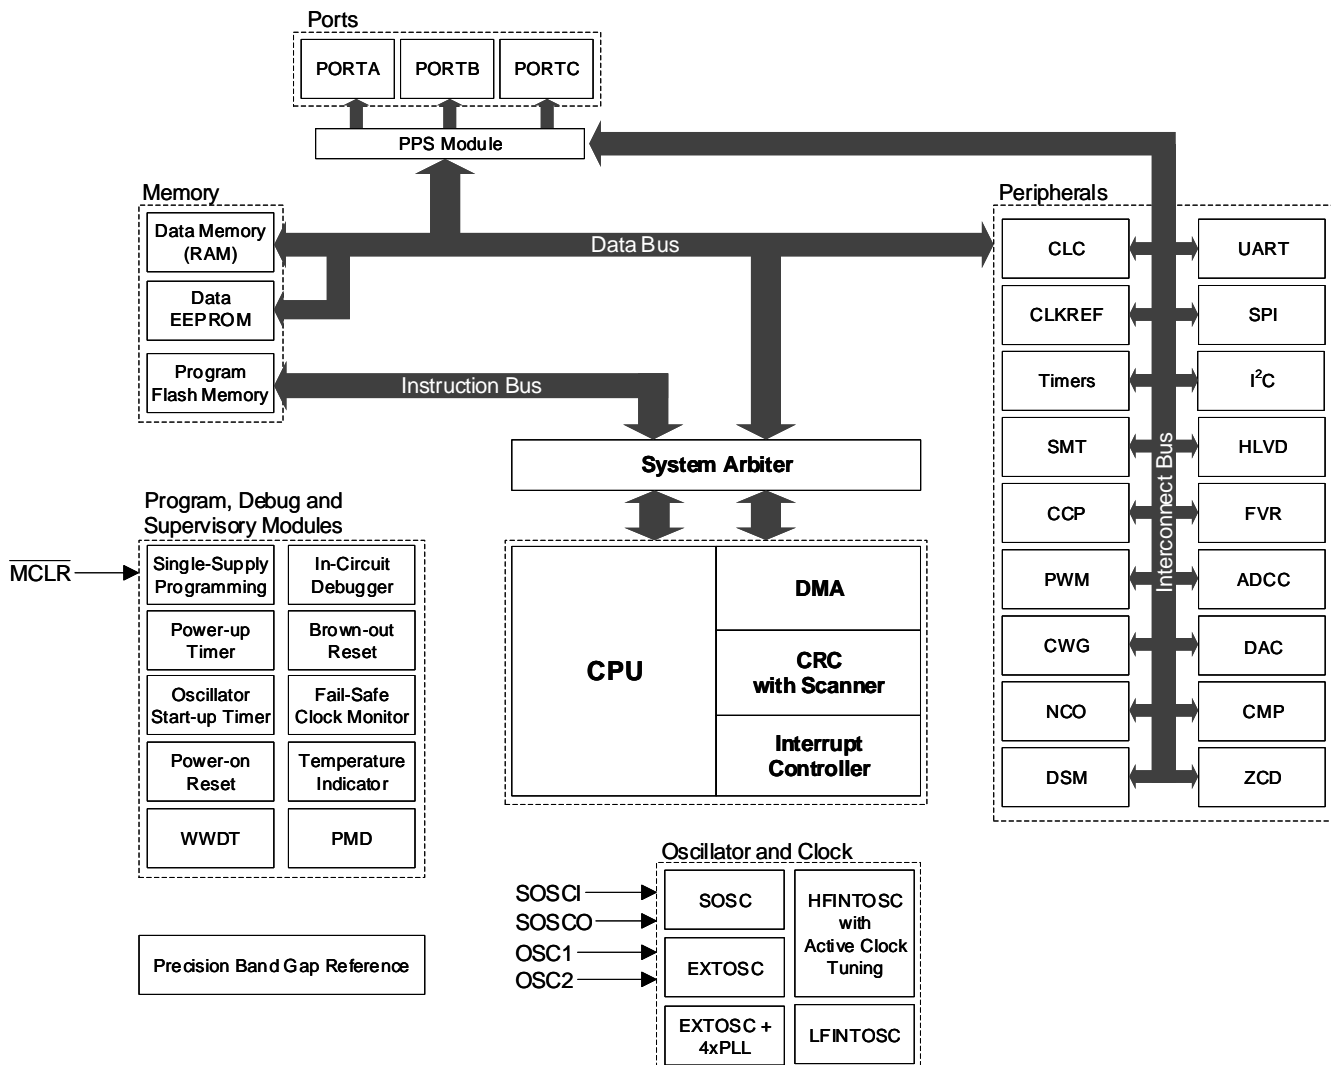 Ports
PORTA
PORTB
PORTC
PPS Module
Memory
Data Memory
(RAM)
Data
EEPROM
Program
Flash Memory
Data Bus
Instruction Bus
System Arbiter
CPU
DMA
CRC
with Scanner
Interrupt
Controller
Peripherals
CLC
UART
CLKREF
SPI
Timers
I²C
SMT
HLVD
CCP
FVR
PWM
ADCC
CWG
DAC
NCO
CMP
DSM
ZCD
Interconnect Bus
Program, Debug and
Supervisory Modules
MCLR
Single-Supply
Programming
In-Circuit
Debugger
Power-up
Timer
Brown-out
Reset
Oscillator
Start-up Timer
Fail-Safe
Clock Monitor
Power-on
Reset
Temperature
Indicator
WWDT
PMD
Precision Band Gap Reference
Oscillator and Clock
SOSCI
SOSCO
OSC1
OSC2
SOSC
HFINTOSC
with
Active Clock
Tuning
EXTOSC
EXTOSC +
4xPLL
LFINTOSC